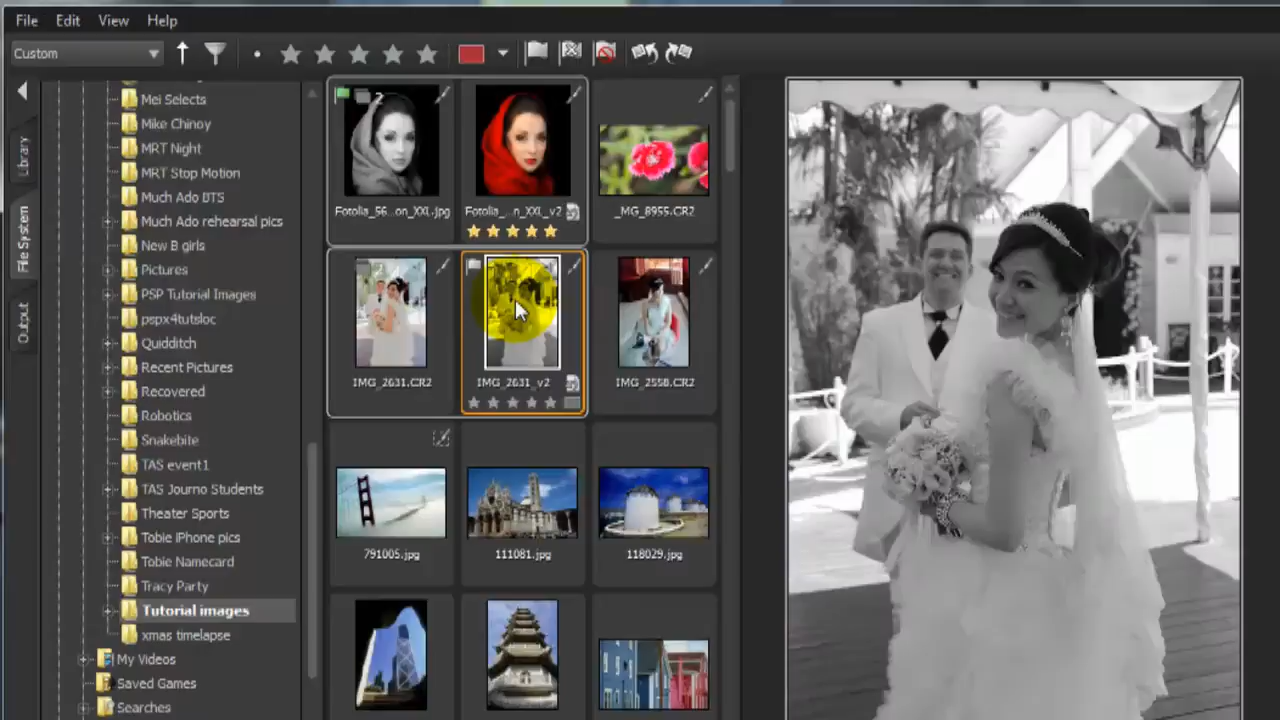 File Edit View Help
Custom
Library
File System
Output
Mei Selects
Mike Chinoy
MRT Night
MRT Stop Motion
Much Ado BTS
Much Ado rehearsal pics
New B girls
Pictures
PSP Tutorial Images
pspx4tutsloc
Quidditch
Recent Pictures
Recovered
Robotics
Snakebite
TAS event1
TAS Journo Students
Theater Sports
Tobie iPhone pics
Tobie Namecard
Tracy Party
Tutorial images
xmas timelapse
My Videos
Saved Games
Searches
2
Fotolia_56...on_XXL.jpg
Fotolia_...n_XXL_v2
_MG_8955.CR2
IMG_2631.CR2
IMG_2631_v2
IMG_2558.CR2
791005.jpg
111081.jpg
118029.jpg